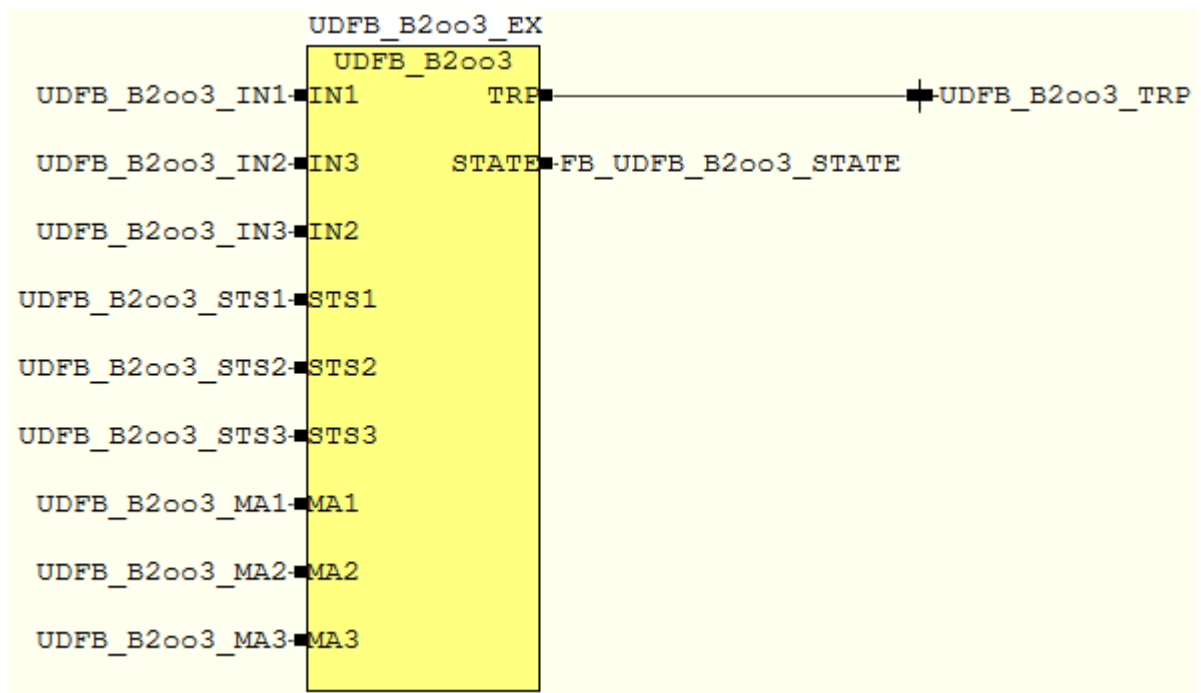 UDFB_B2oo3_EX
UDFB_B2oo3
UDFB_B2oo3_IN1 IN1 TRP UDFB_B2oo3_TRP
UDFB_B2oo3_IN2 IN3 STATE FB_UDFB_B2oo3_STATE
UDFB_B2oo3_IN3 IN2
UDFB_B2oo3_STS1 STS1
UDFB_B2oo3_STS2 STS2
UDFB_B2oo3_STS3 STS3
UDFB_B2oo3_MA1 MA1
UDFB_B2oo3_MA2 MA2
UDFB_B2oo3_MA3 MA3